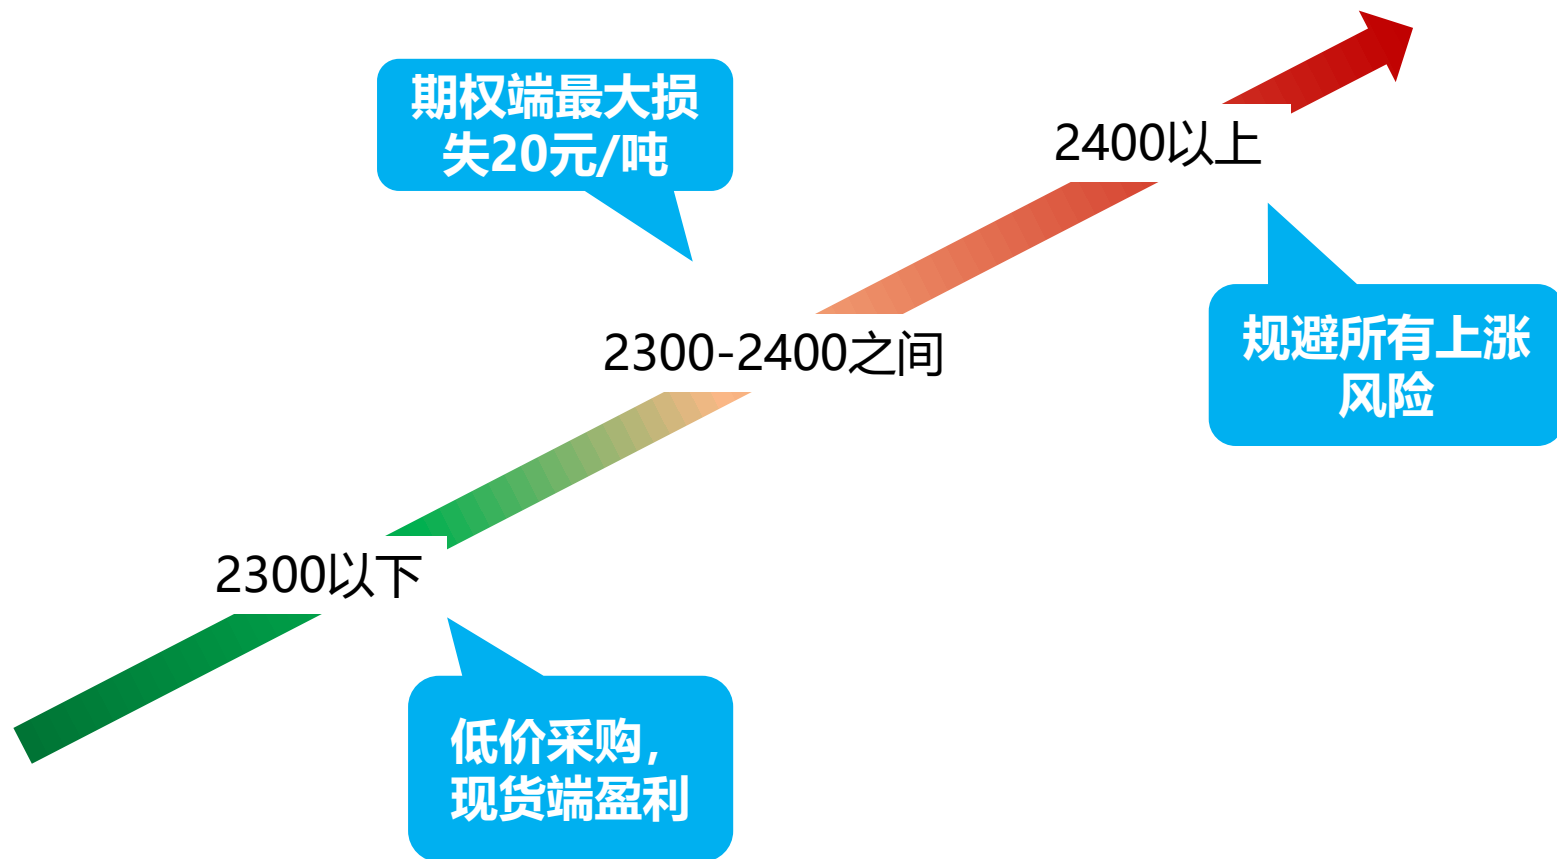 期权端最大损
失20元/吨
2400以上
规避所有上涨
风险
2300-2400之间
2300以下
低价采购，
现货端盈利